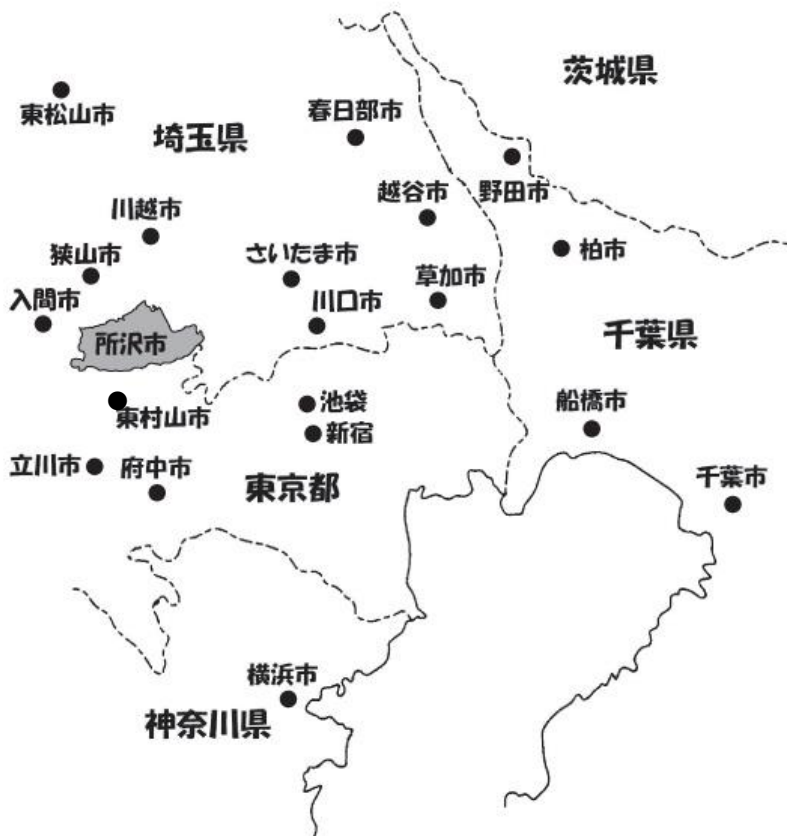 茨城県
東松山市
春日部市
埼玉県
野田市
越谷市
川越市
柏市
狭山市
さいたま市
草加市
入間市
川口市
千葉県
所沢市
船橋市
池袋
東村山市
新宿
立川市
府中市
東京都
千葉市
横浜市
神奈川県